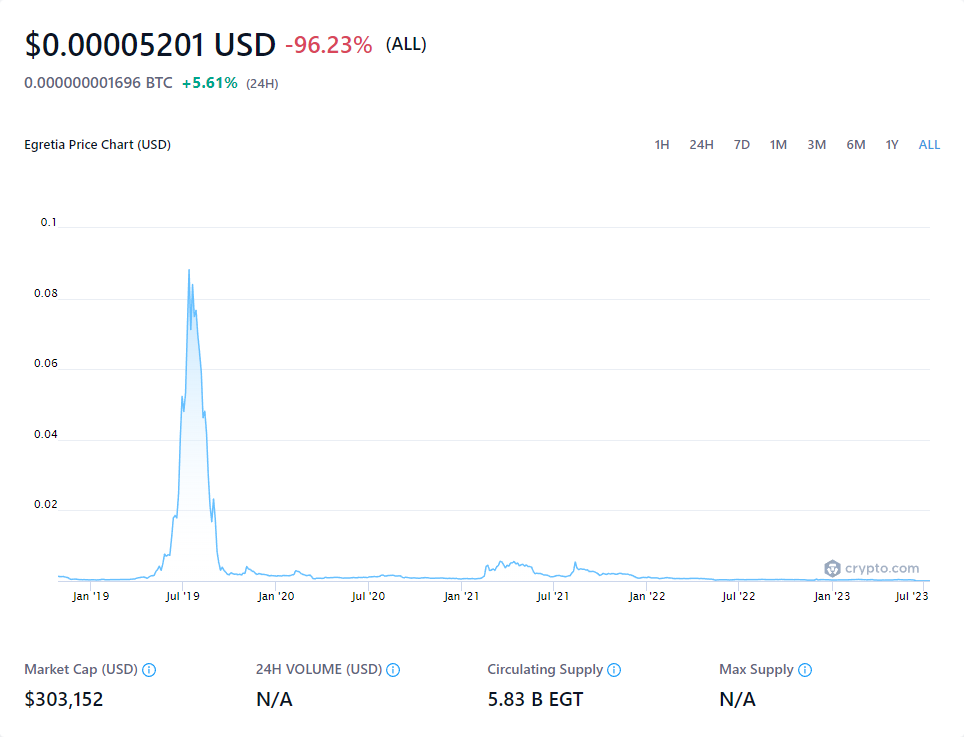 $0.00005201 USD -96.23% (ALL)
0.000000001696 BTC +5.61% (24H)
Egretia Price Chart (USD) 1H 24H 7D 1M 3M 6M 1Y ALL
0.1
0.08
0.06
0.04
0.02
crypto.com
Jan '19 Jul '19 Jan '20 Jul '20 Jan '21 Jul '21 Jan '22 Jul '22 Jan '23 Jul '23
Market Cap (USD) 24H VOLUME (USD) Circulating Supply Max Supply
$303,152 N/A 5.83 B EGT N/A